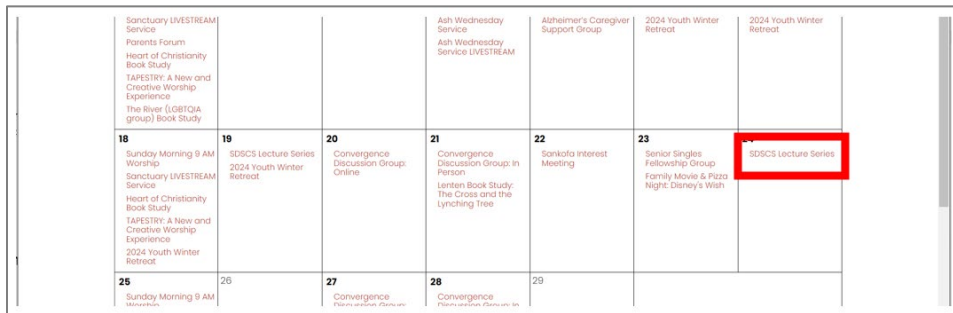 Sanctuary LIVESTREAM
Service
Parents Forum
Heart of Christianity
Book Study
TAPESTRY: A New and
Creative Worship
Experience
The River (LGBTQIA
group) Book Study
Ash Wednesday
Service
Ash Wednesday
Service LIVESTREAM
Alzheimer's Caregiver
Support Group
2024 Youth Winter
Retreat
2024 Youth Winter
Retreat
18
Sunday Morning 9 AM
Worship
Sanctuary LIVESTREAM
Service
Heart of Christianity
Book Study
TAPESTRY: A New and
Creative Worship
Experience
2024 Youth Winter
Retreat
19
SDSCS Lecture Series
2024 Youth Winter
Retreat
20
Convergence
Discussion Group:
Online
21
Convergence
Discussion Group: In
Person
Lenten Book Study:
The Cross and the
Lynching Tree
22
Sankofa Interest
Meeting
23
Senior Singles
Fellowship Group
Family Movie & Pizza
Night: Disney's Wish
SDSCS Lecture Series
25
Sunday Morning 9 AM
Worship
26
27
Convergence
Discussion Group:
28
Convergence
Discussion Group: In
29